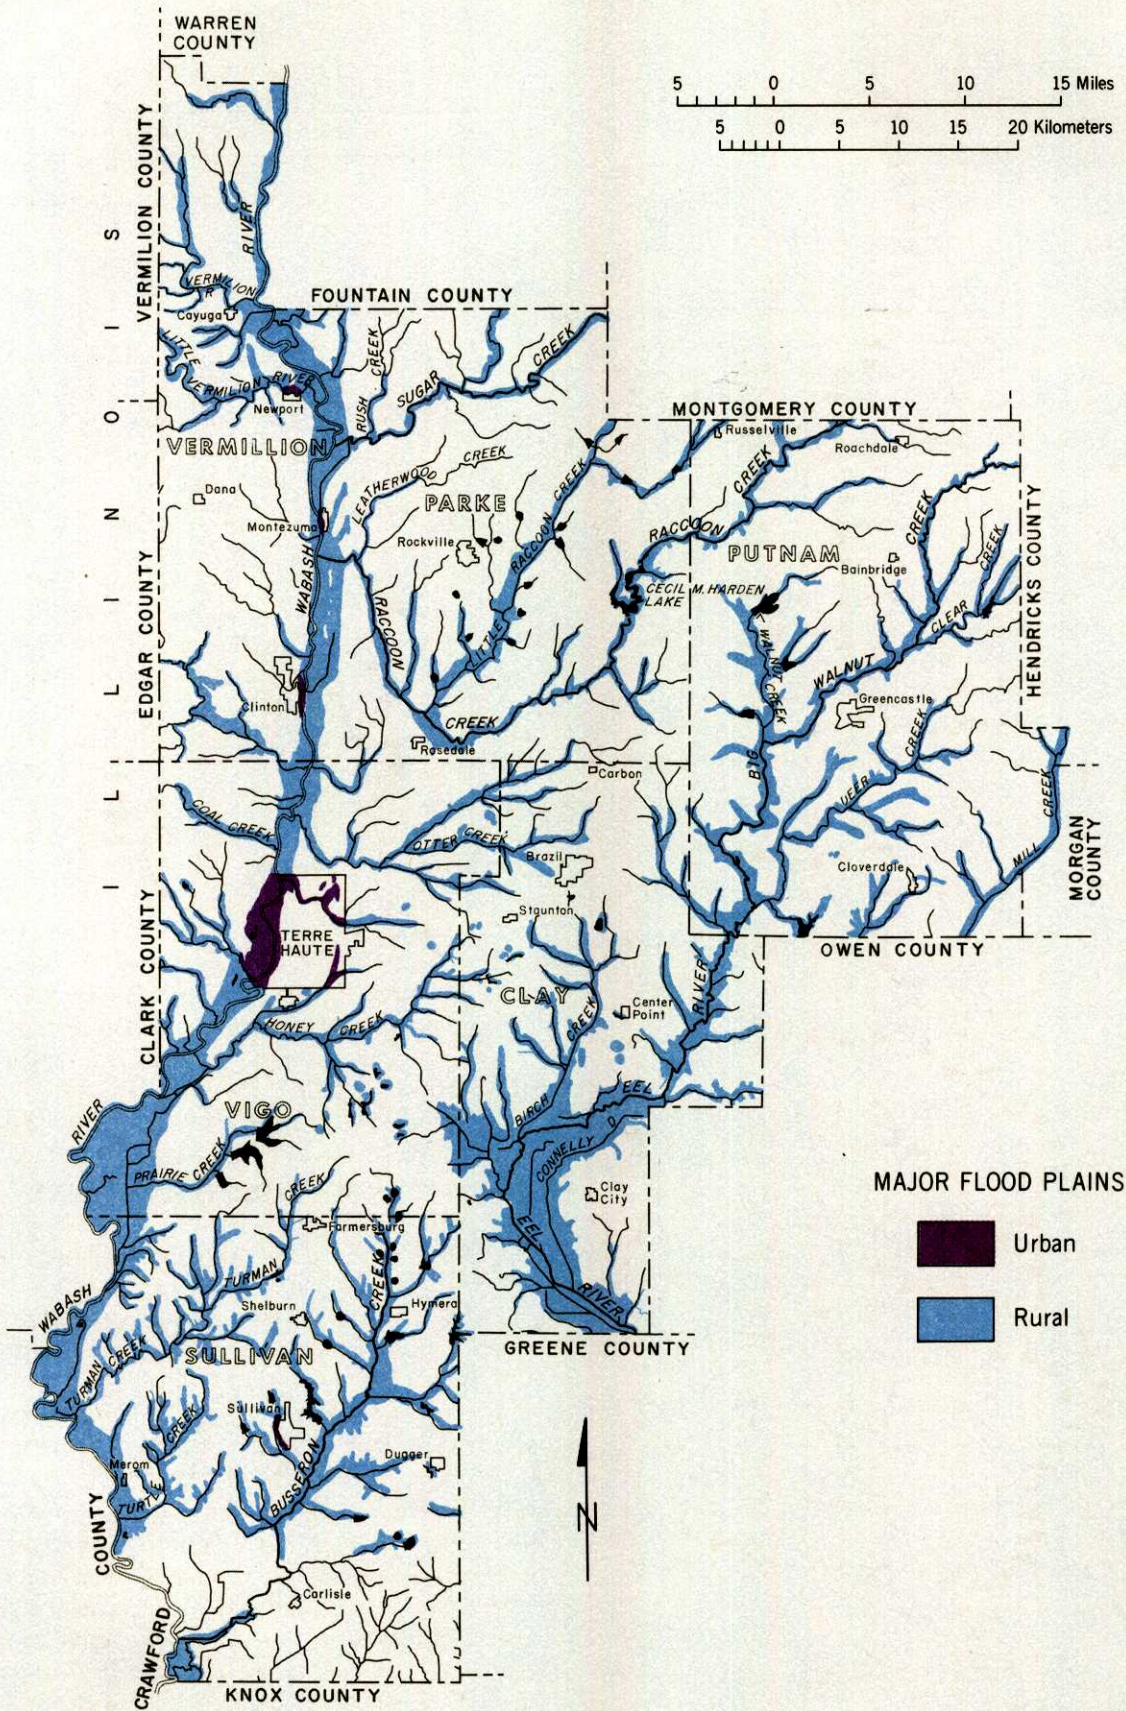 WARREN
COUNTY
5 0 5 10 15 Miles
5 0 5 10 15 20 Kilometers
VERMILION COUNTY
EDGAR COUNTY
CLARK COUNTY
CRAWFORD COUNTY
ILLINOIS
RIVER
VERMILION
R
Cayuga
FOUNTAIN COUNTY
LITTLE
VERMILION RIVER
Newport
RUSH CREEK
SUGAR CREEK
VERMILLION
Dana
Montezuma
LEATHERWOOD CREEK
PARKE
Rockville
WABASH
RACCOON
CREEK
LITTLE RACCOON CREEK
Clinton
Rosedale
MONTGOMERY COUNTY
Russelville
Roachdale
RACCOON CREEK
PUTNAM
Bainbridge
CECIL M. HARDEN
LAKE
CREEK
CREEK
CLEAR
WALNUT
L WALNUT CREEK
Greencastle
BIG
DEER CREEK
HENDRICKS COUNTY
CREEK
MILL
MORGAN
COUNTY
Cloverdale
OWEN COUNTY
Carbon
COAL CREEK
OTTER CREEK
Brazil
Staunton
TERRE
HAUTE
CLAY
Center
Point
RIVER
CREEK
HONEY CREEK
RIVER
VIGO
BIRCH
EEL
CONNELLY D
PRAIRIE CREEK
Clay
City
EEL
RIVER
CREEK
Farmersburg
TURMAN
CREEK
Shelburn
Hymera
WABASH
TURMAN CREEK
SULLIVAN
GREENE COUNTY
Sullivan
CREEK
Merom
TURTLE
BUSSERON
Dugger
N
Carlisle
KNOX COUNTY
MAJOR FLOOD PLAINS
Urban
Rural